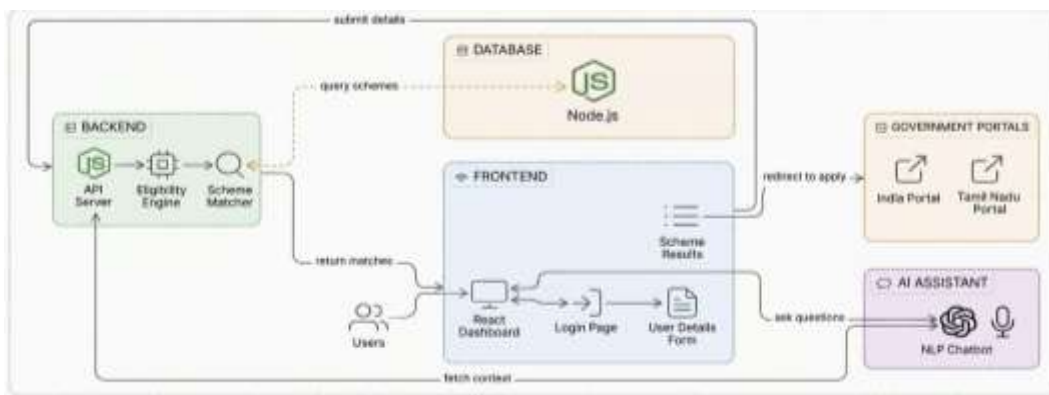 submit details
DATABASE
JS
Node.js
query schemes
BACKEND
JS
API
Server
Eligibility
Engine
Scheme
Matcher
GOVERNMENT PORTALS
India Portal
Tamil Nadu
Portal
FRONTEND
redirect to apply
Scheme
Results
return matches
Users
React
Dashboard
Login Page
User Details
Form
AI ASSISTANT
ask questions
NLP Chatbot
fetch context